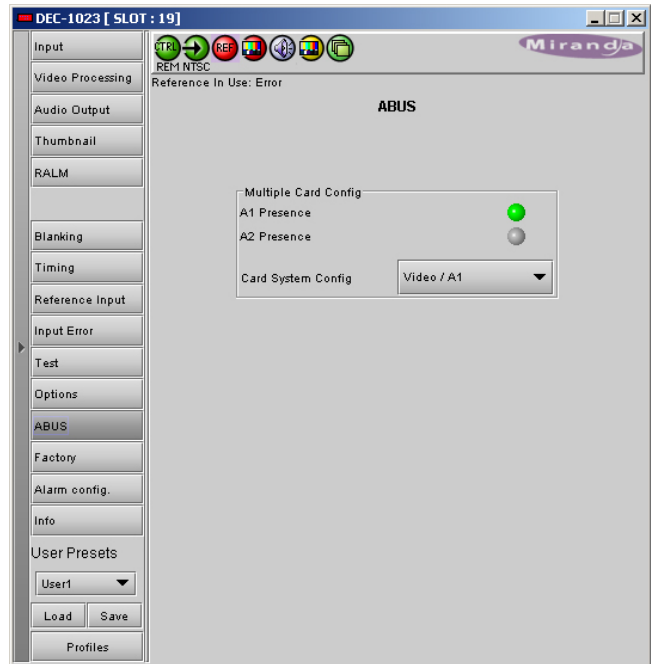 DEC-1023 [ SLOT : 19]
Input
Video Processing
Audio Output
Thumbnail
RALM
Blanking
Timing
Reference Input
Input Error
Test
Options
ABUS
Factory
Alarm config.
Info
User Presets
User1
Load Save
Profiles
CTRL REF
REM NTSC
Miranda
Reference In Use: Error
ABUS
Multiple Card Config
A1 Presence
A2 Presence
Card System Config Video / A1